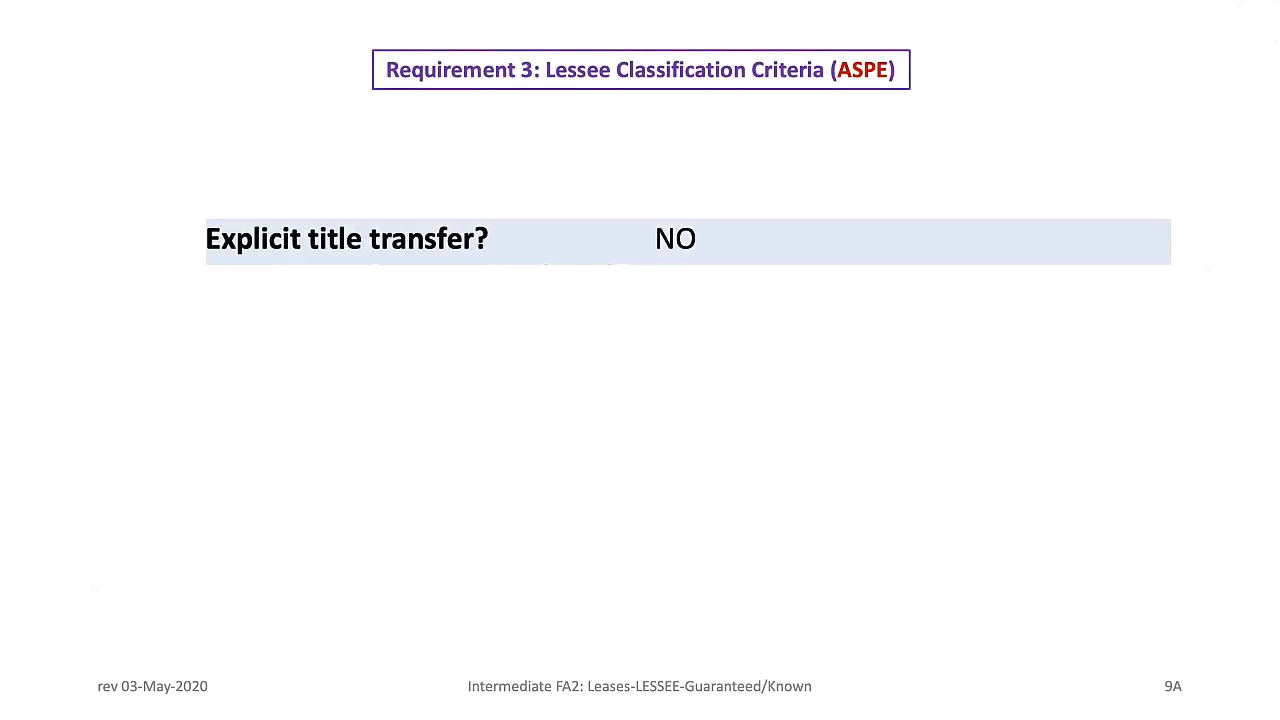 Requirement 3: Lessee Classification Criteria (ASPE)
Explicit title transfer? NO
rev 03-May-2020 Intermediate FA2: Leases-LESSEE-Guaranteed/Known 9A